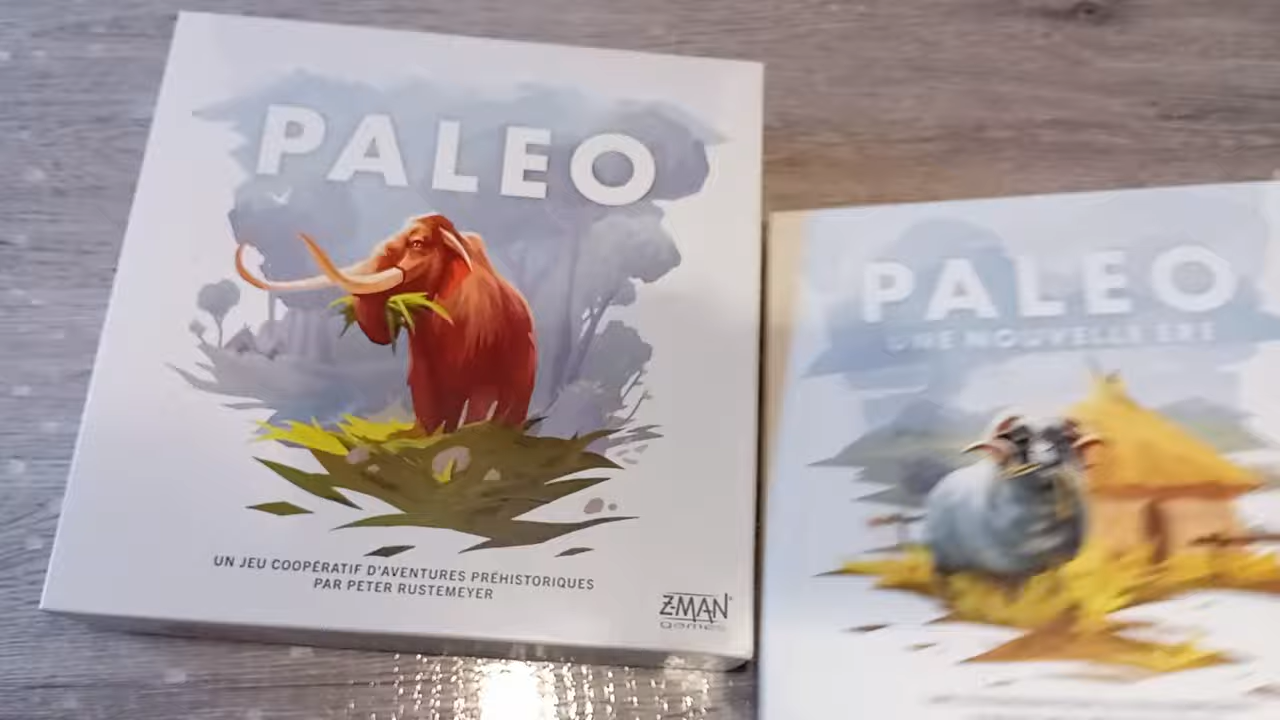 PALEO
UN JEU COOPÉRATIF D'AVENTURES PRÉHISTORIQUES
PAR PETER RUSTEMEYER
Z-MAN
games
PALEO
UNE NOUVELLE ÈRE